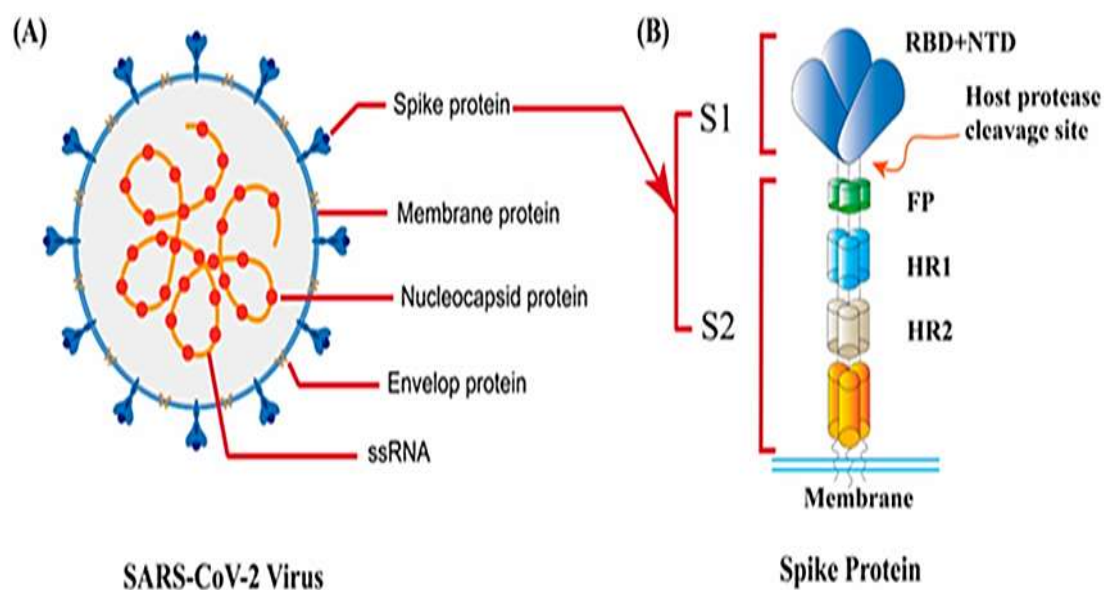 (A)
Spike protein
Membrane protein
Nucleocapsid protein
Envelop protein
ssRNA
SARS-CoV-2 Virus
(B)
S1
S2
RBD+NTD
Host protease
cleavage site
FP
HR1
HR2
Membrane
Spike Protein